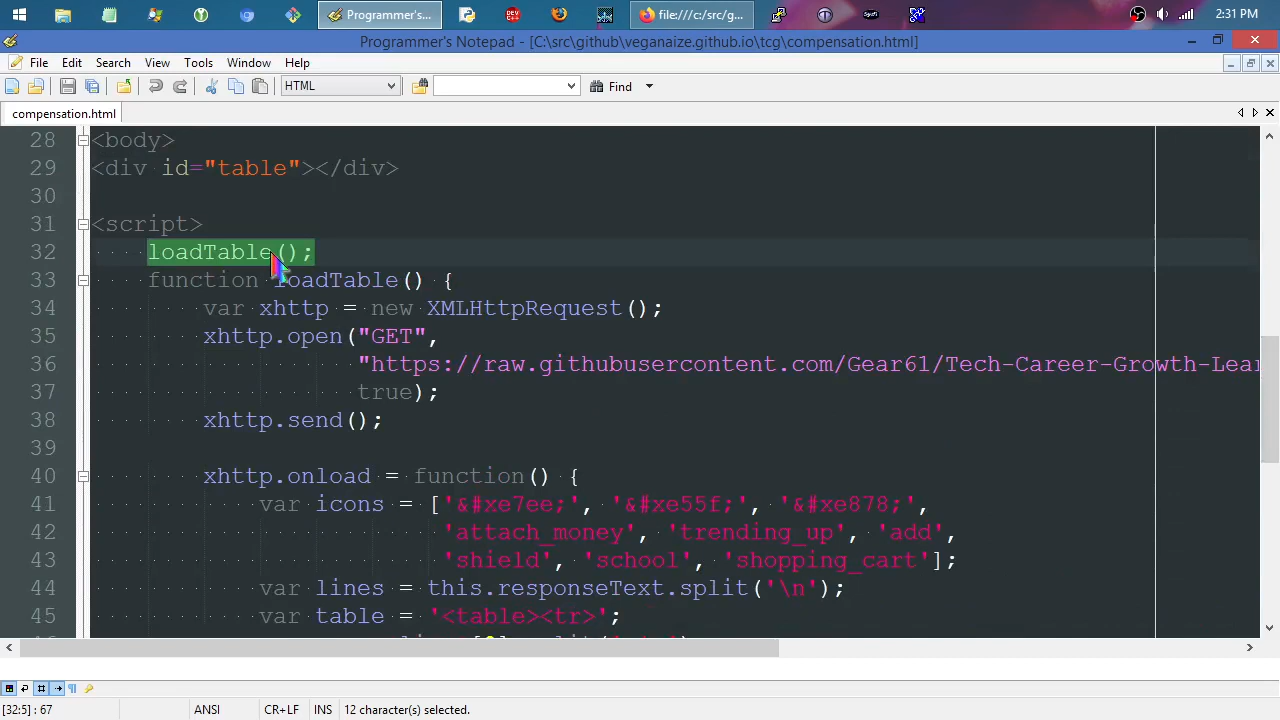 Programmer's...
file:///c:/src/g...
2:31 PM
Programmer's Notepad - [C:\src\github\veganaize.github.io\tcg\compensation.html]
File Edit Search View Tools Window Help
HTML
Find
compensation.html
28 <body>
29 <div id="table"></div>
30
31 <script>
32 loadTable();
33 function loadTable() {
34 var xhttp = new XMLHttpRequest();
35 xhttp.open("GET",
36 "https://raw.githubusercontent.com/Gear61/Tech-Career-Growth-Lear
37 true);
38 xhttp.send();
39
40 xhttp.onload = function() {
41 var icons = ['&#xe7ee;', '&#xe55f;', '&#xe878;',
42 'attach_money', 'trending_up', 'add',
43 'shield', 'school', 'shopping_cart'];
44 var lines = this.responseText.split('\n');
45 var table = '<table><tr>';
[32:5] : 67 ANSI CR+LF INS 12 character(s) selected.